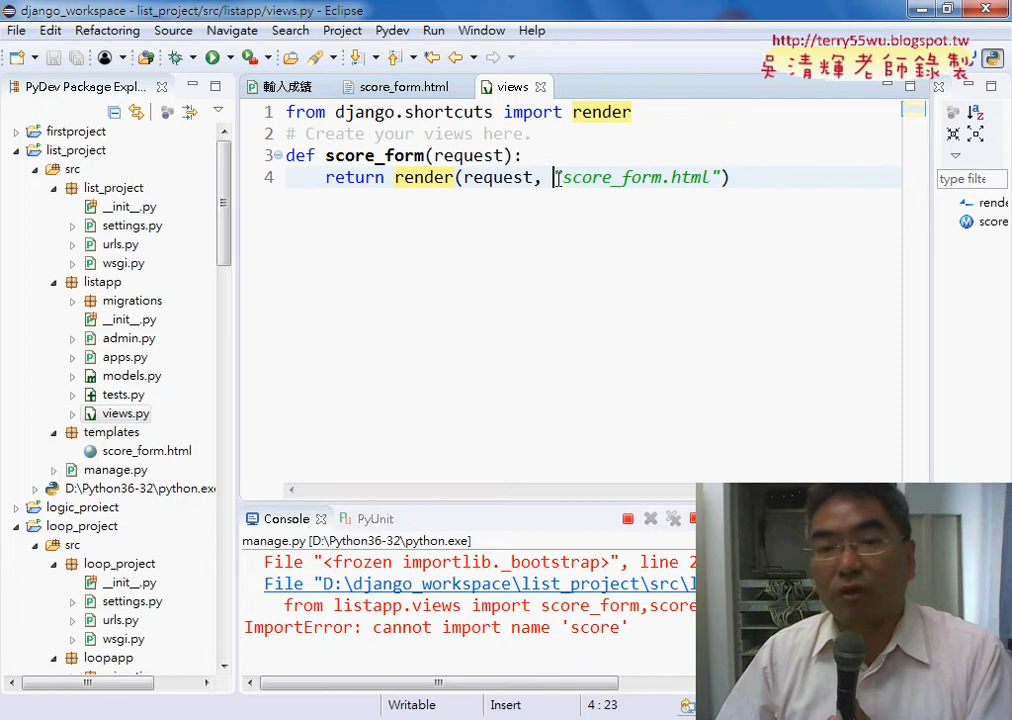 django_workspace - list_project/src/listapp/views.py - Eclipse
File Edit Refactoring Source Navigate Search Project Pydev Run Window Help
http://terry55wu.blogspot.tw
吳清輝老師錄製
PyDev Package Expl...
輸入成績
score_form.html
views
firstproject
list_project
src
list_project
__init__.py
settings.py
urls.py
wsgi.py
listapp
migrations
__init__.py
admin.py
apps.py
models.py
tests.py
views.py
templates
score_form.html
manage.py
D:\Python36-32\python.exe
logic_project
loop_project
src
loop_project
__init__.py
settings.py
urls.py
wsgi.py
loopapp
1 from django.shortcuts import render
2 # Create your views here.
3 def score_form(request):
4 return render(request, "score_form.html")
type filte
rende
score
Console
PyUnit
manage.py [D:\Python36-32\python.exe]
File "<frozen importlib._bootstrap>", line 2
File "D:\django_workspace\list_project\src\l
from listapp.views import score_form,score
ImportError: cannot import name 'score'
Writable
Insert
4 : 23